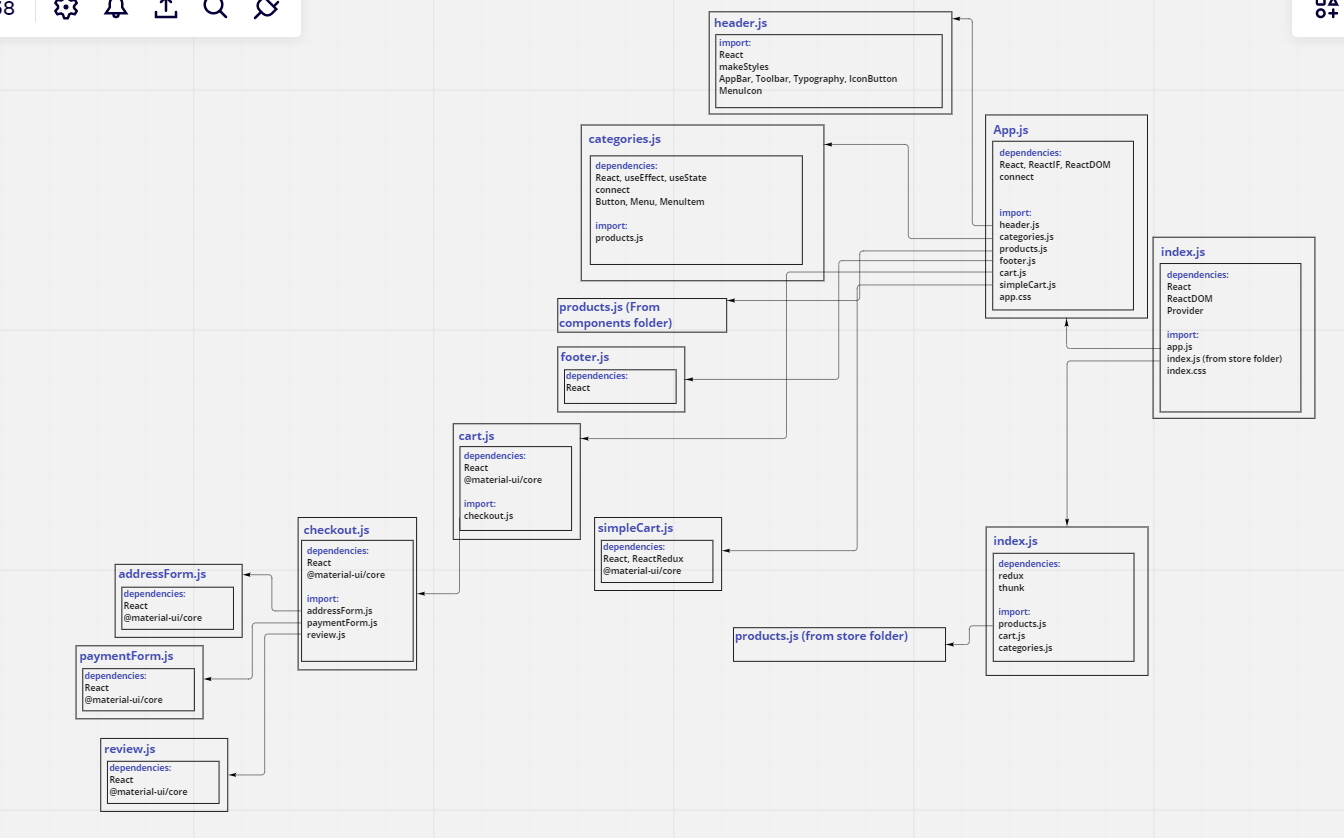 58
header.js
import:
React
makeStyles
AppBar, Toolbar, Typography, IconButton
MenuIcon
categories.js
dependencies:
React, useEffect, useState
connect
Button, Menu, MenuItem
import:
products.js
App.js
dependencies:
React, ReactIF, ReactDOM
connect
import:
header.js
categories.js
products.js
footer.js
cart.js
simpleCart.js
app.css
index.js
dependencies:
React
ReactDOM
Provider
import:
app.js
index.js (from store folder)
index.css
products.js (From
components folder)
footer.js
dependencies:
React
cart.js
dependencies:
React
@material-ui/core
import:
checkout.js
simpleCart.js
dependencies:
React, ReactRedux
@material-ui/core
checkout.js
dependencies:
React
@material-ui/core
import:
addressForm.js
paymentForm.js
review.js
addressForm.js
dependencies:
React
@material-ui/core
paymentForm.js
dependencies:
React
@material-ui/core
review.js
dependencies:
React
@material-ui/core
index.js
dependencies:
redux
thunk
import:
products.js
cart.js
categories.js
products.js (from store folder)